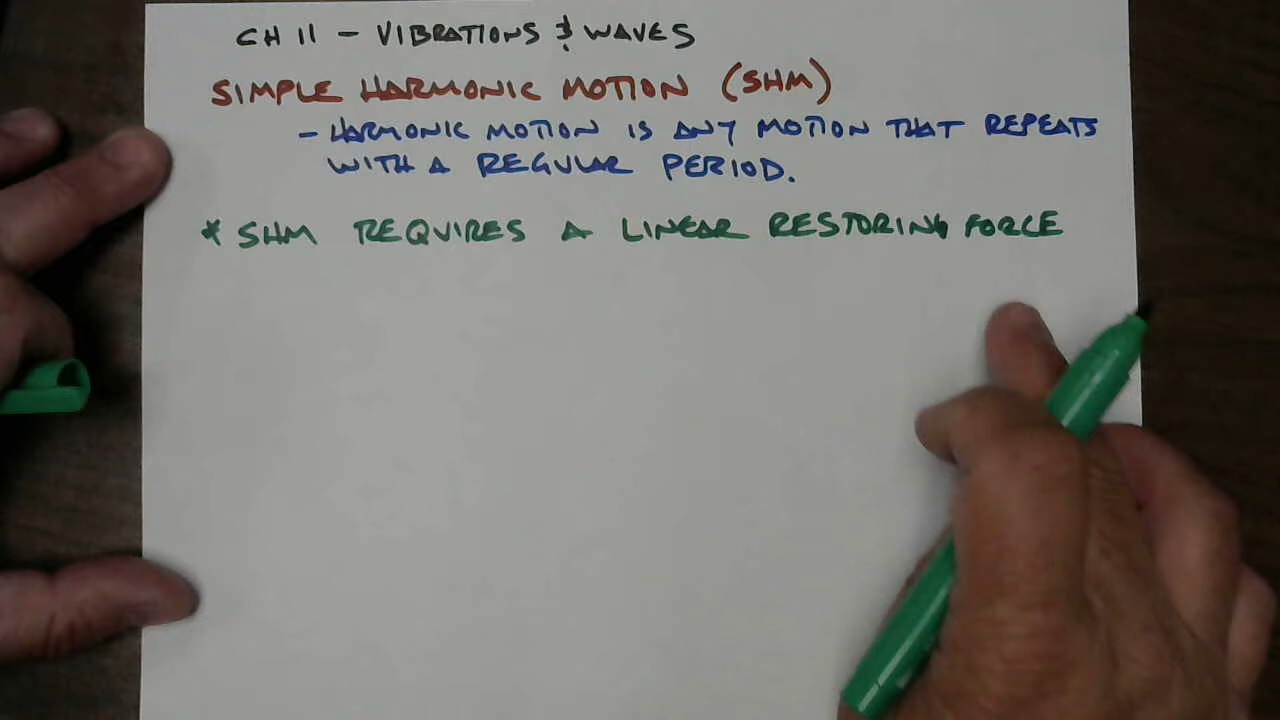 CH 11 - VIBRATIONS & WAVES
SIMPLE HARMONIC MOTION (SHM)
- HARMONIC MOTION IS ANY MOTION THAT REPEATS
WITH A REGULAR PERIOD.
* SHM REQUIRES A LINEAR RESTORING FORCE